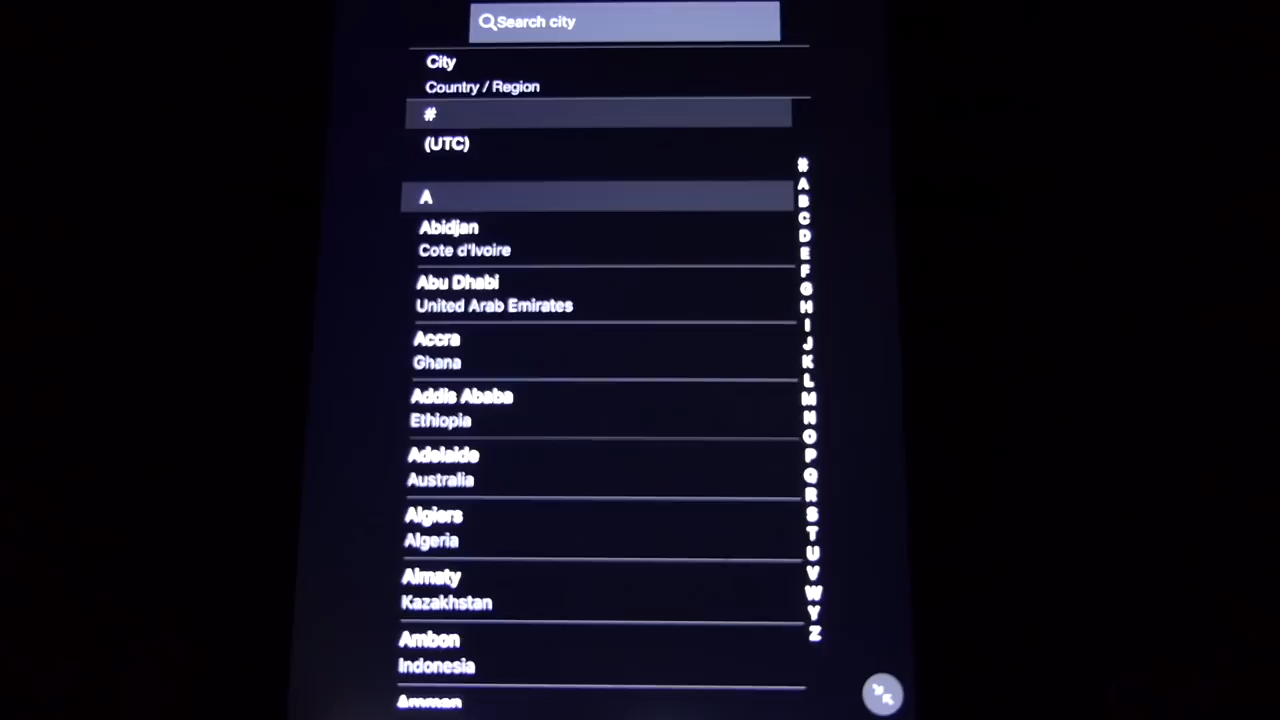 Search city
City
Country / Region
#
(UTC)
A
Abidjan
Cote d'Ivoire
Abu Dhabi
United Arab Emirates
Accra
Ghana
Addis Ababa
Ethiopia
Adelaide
Australia
Algiers
Algeria
Almaty
Kazakhstan
Ambon
Indonesia
Amman
#
A
B
C
D
E
F
G
H
I
J
K
L
M
N
O
P
Q
R
S
T
U
V
W
Y
Z